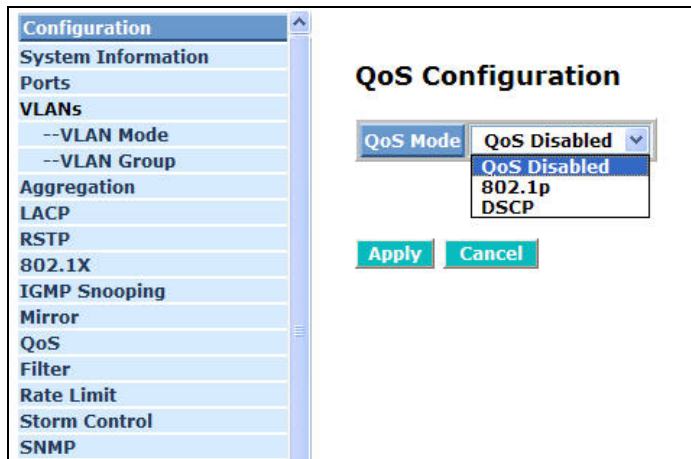 Configuration
System Information
Ports
VLANs
--VLAN Mode
--VLAN Group
Aggregation
LACP
RSTP
802.1X
IGMP Snooping
Mirror
QoS
Filter
Rate Limit
Storm Control
SNMP
QoS Configuration
QoS Mode QoS Disabled
QoS Disabled
802.1p
DSCP
Apply Cancel